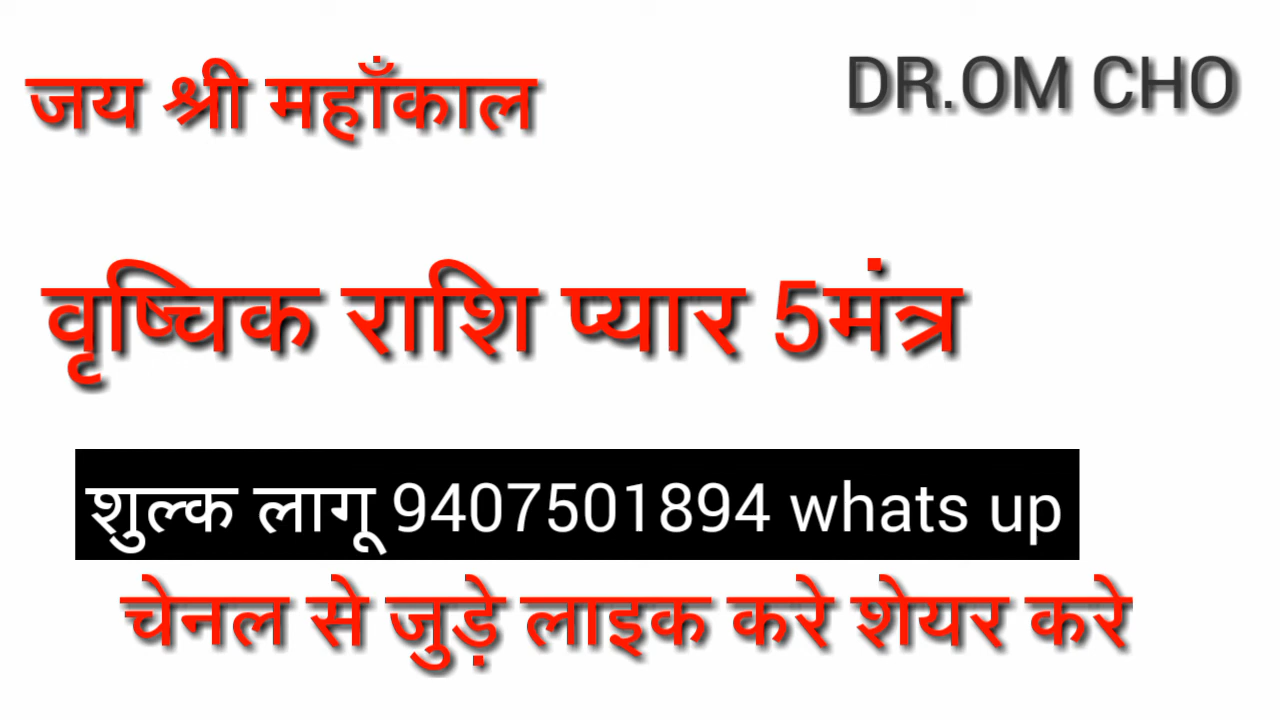 जय श्री महाँकाल
DR.OM CHO
वृष्चिक राशि प्यार 5मंत्र
शुल्क लागू 9407501894 whats up
चेनल से जुड़े लाइक करे शेयर करे